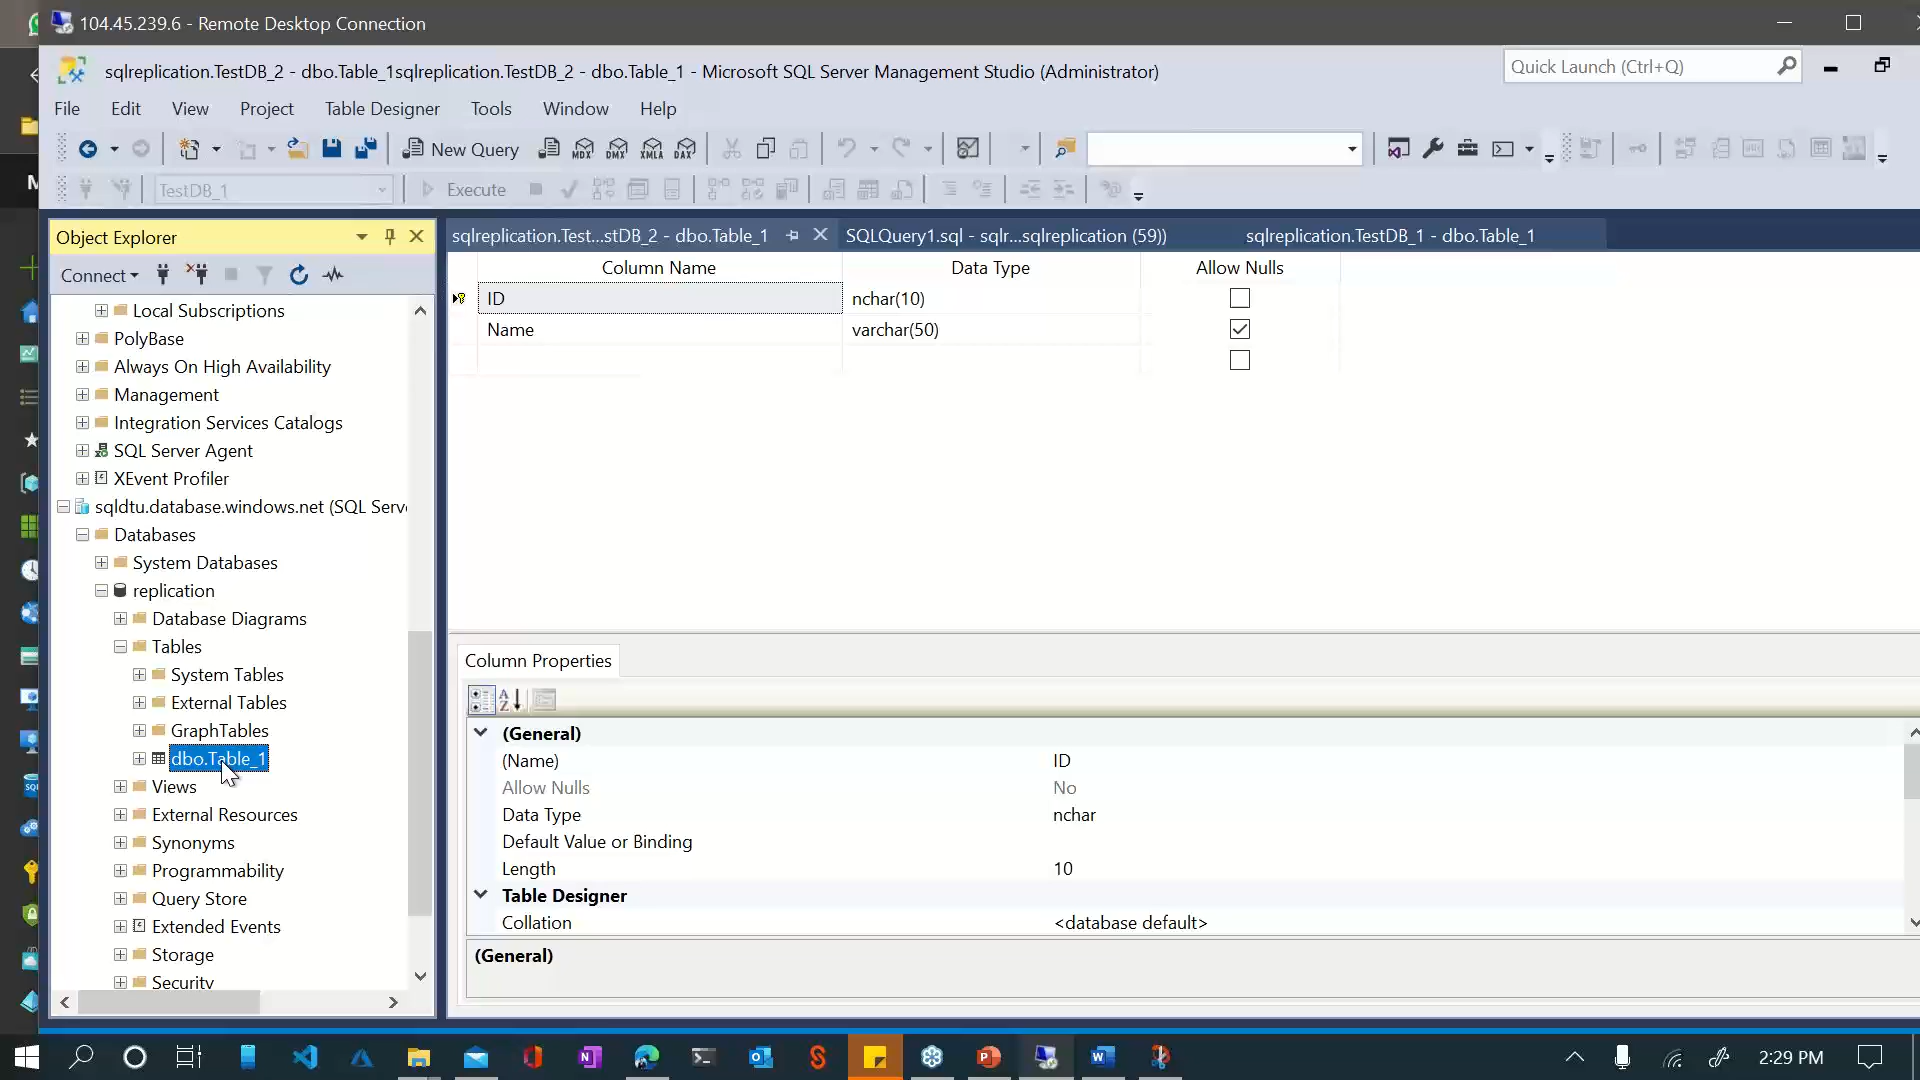 104.45.239.6 - Remote Desktop Connection
sqlreplication.TestDB_2 - dbo.Table_1sqlreplication.TestDB_2 - dbo.Table_1 - Microsoft SQL Server Management Studio (Administrator)
Quick Launch (Ctrl+Q)
File Edit View Project Table Designer Tools Window Help
New Query MDX DMX XMLA DAX
TestDB_1 Execute
Object Explorer
sqlreplication.Test...stDB_2 - dbo.Table_1
SQLQuery1.sql - sqlr...sqlreplication (59))
sqlreplication.TestDB_1 - dbo.Table_1
Connect
Column Name Data Type Allow Nulls
ID nchar(10)
Name varchar(50)
Local Subscriptions
PolyBase
Always On High Availability
Management
Integration Services Catalogs
SQL Server Agent
XEvent Profiler
sqldtu.database.windows.net (SQL Serv
Databases
System Databases
replication
Database Diagrams
Tables
System Tables
External Tables
GraphTables
dbo.Table_1
Views
External Resources
Synonyms
Programmability
Query Store
Extended Events
Storage
Security
Column Properties
(General)
(Name) ID
Allow Nulls No
Data Type nchar
Default Value or Binding
Length 10
Table Designer
Collation <database default>
(General)
2:29 PM